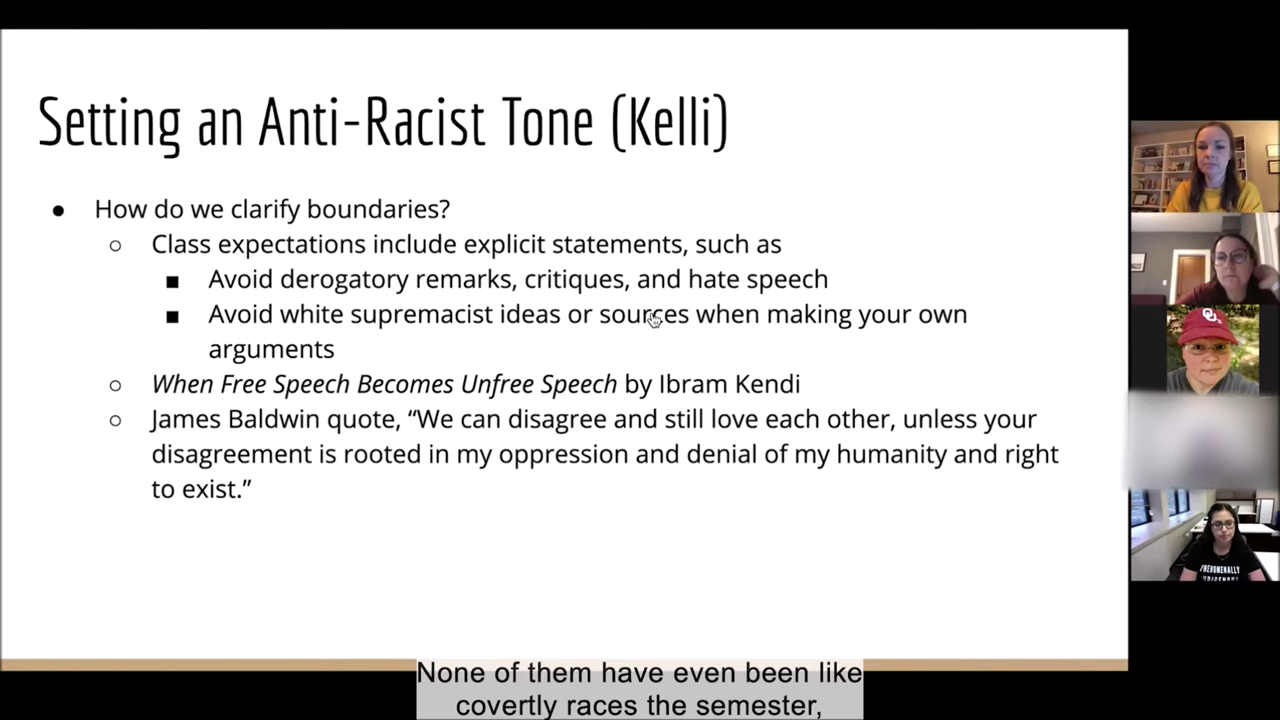 Setting an Anti-Racist Tone (Kelli)
● How do we clarify boundaries?
○ Class expectations include explicit statements, such as
■ Avoid derogatory remarks, critiques, and hate speech
■ Avoid white supremacist ideas or sources when making your own
arguments
○ When Free Speech Becomes Unfree Speech by Ibram Kendi
○ James Baldwin quote, “We can disagree and still love each other, unless your
disagreement is rooted in my oppression and denial of my humanity and right
to exist.”
OU
None of them have even been like
covertly races the semester,